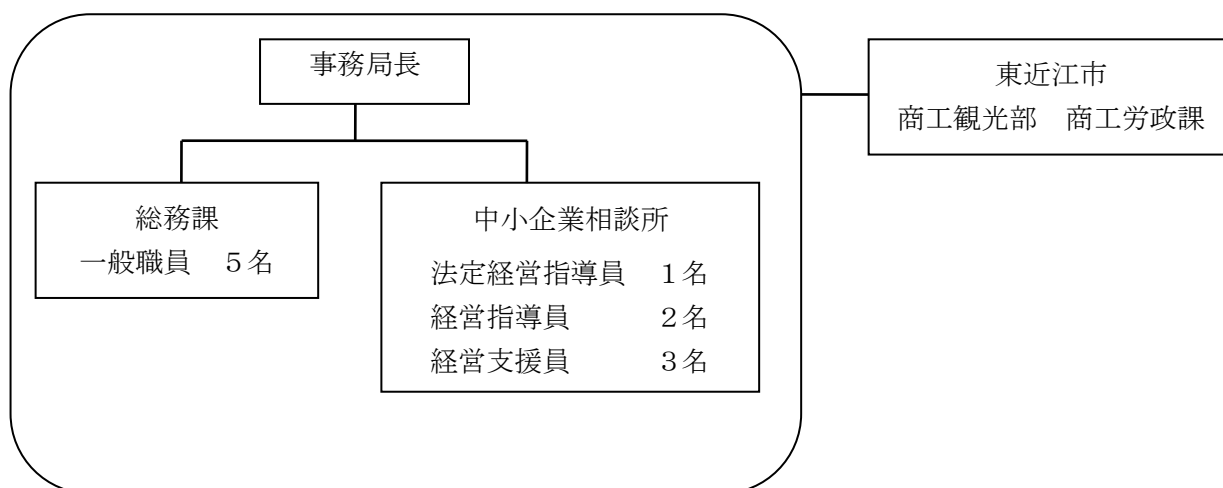 事務局長
東近江市
商工観光部　商工労政課
総務課
一般職員　５名
中小企業相談所
法定経営指導員　１名
経営指導員　２名
経営支援員　３名